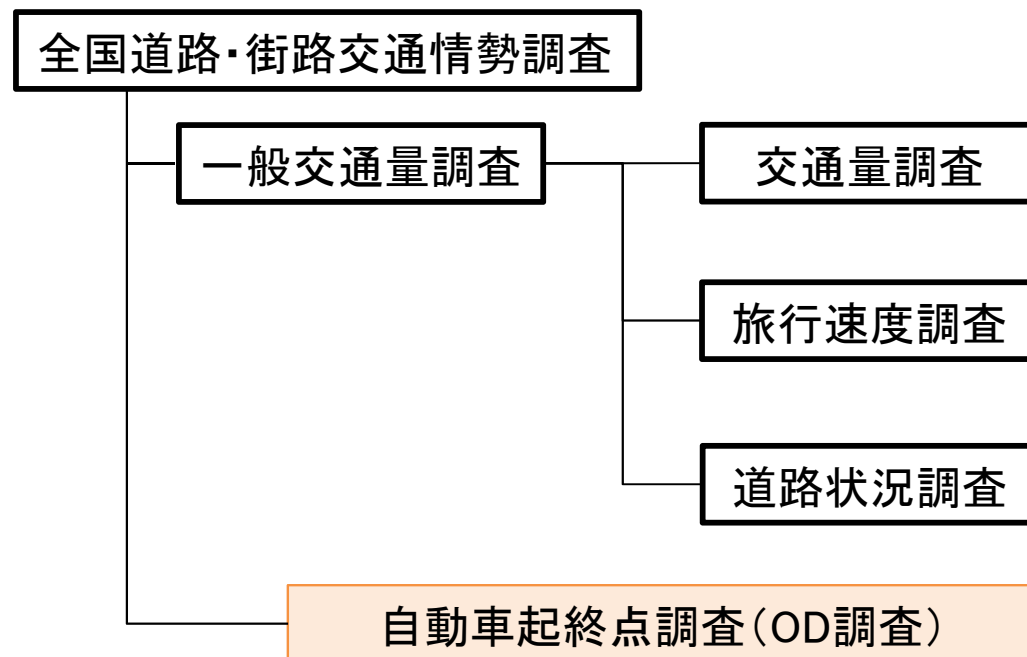 全国道路・街路交通情勢調査
一般交通量調査
交通量調査
旅行速度調査
道路状況調査
自動車起終点調査（OD調査）